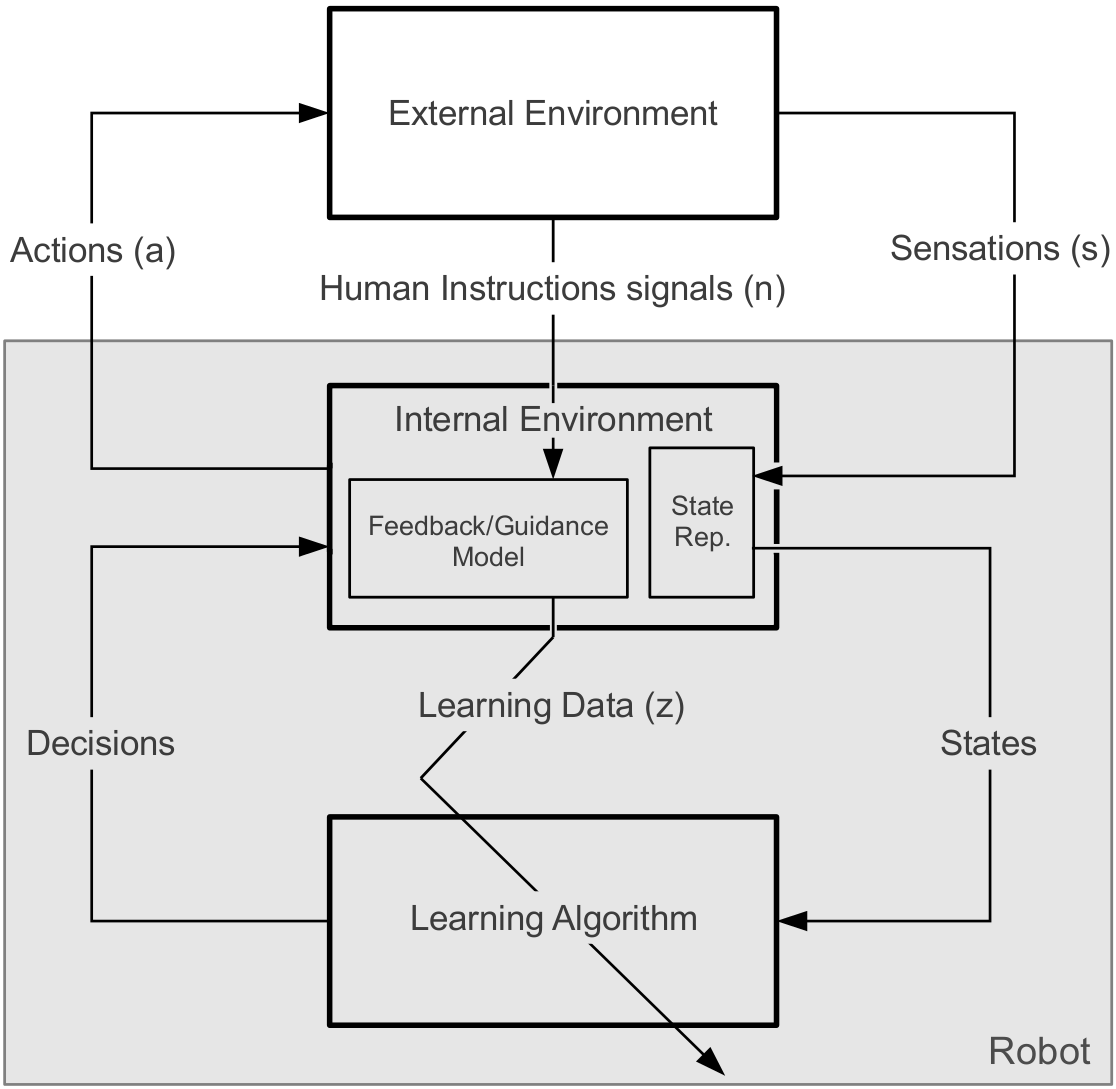 External Environment
Actions (a)
Sensations (s)
Human Instructions signals (n)
Internal Environment
Feedback/Guidance
Model
State
Rep.
Learning Data (z)
Decisions
States
Learning Algorithm
Robot